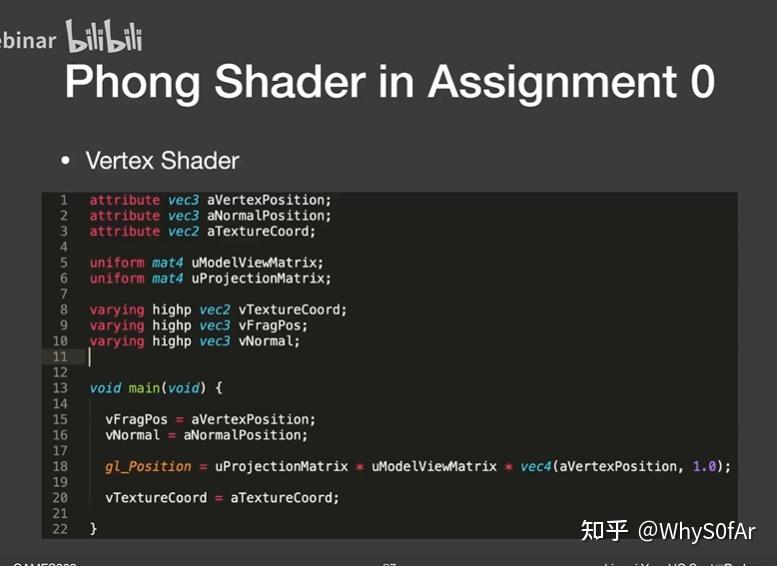 ebinar bilibili
Phong Shader in Assignment 0
• Vertex Shader
1 attribute vec3 aVertexPosition;
2 attribute vec3 aNormalPosition;
3 attribute vec2 aTextureCoord;
4
5 uniform mat4 uModelViewMatrix;
6 uniform mat4 uProjectionMatrix;
7
8 varying highp vec2 vTextureCoord;
9 varying highp vec3 vFragPos;
10 varying highp vec3 vNormal;
11
12
13 void main(void) {
14
15 vFragPos = aVertexPosition;
16 vNormal = aNormalPosition;
17
18 gl_Position = uProjectionMatrix * uModelViewMatrix * vec4(aVertexPosition, 1.0);
19
20 vTextureCoord = aTextureCoord;
21
22 }
知乎 @WhyS0fAr